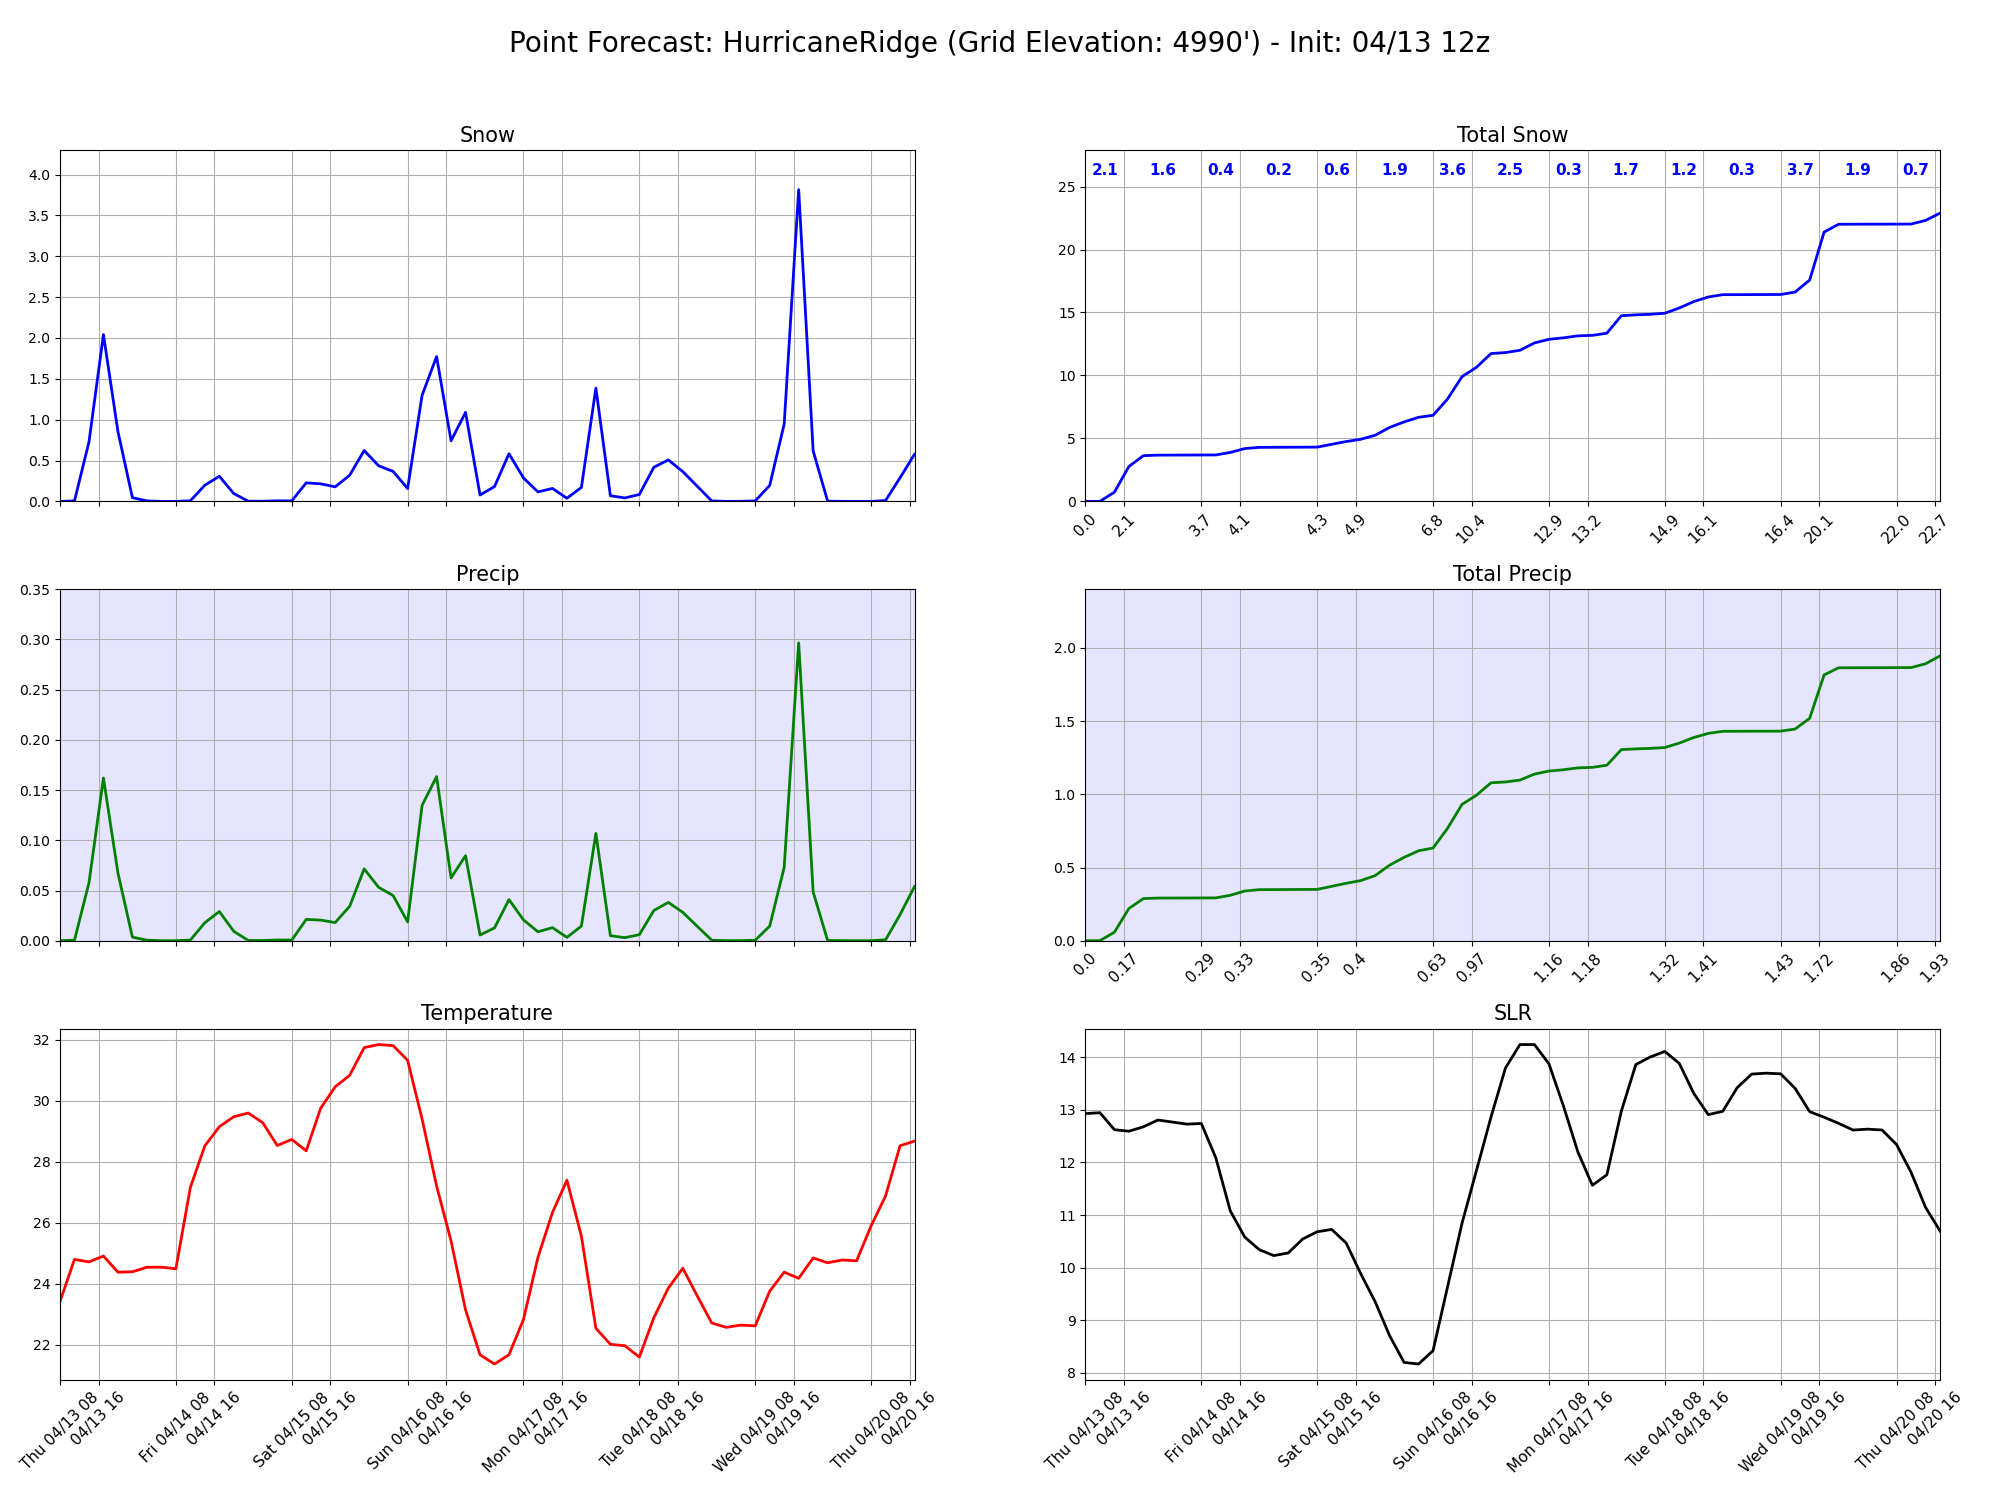 Point Forecast: HurricaneRidge (Grid Elevation: 4990') - Init: 04/13 12z
Snow
4.0
3.5
3.0
2.5
2.0
1.5
1.0
0.5
0.0
Total Snow
2.1 1.6 0.4 0.2 0.6 1.9 3.6 2.5 0.3 1.7 1.2 0.3 3.7 1.9 0.7
25
20
15
10
5
0
0.0 2.1 3.7 4.1 4.3 4.9 6.8 10.4 12.9 13.2 14.9 16.1 16.4 20.1 22.0 22.7
Precip
0.35
0.30
0.25
0.20
0.15
0.10
0.05
0.00
Total Precip
2.0
1.5
1.0
0.5
0.0
0.0 0.17 0.29 0.33 0.35 0.4 0.63 0.97 1.16 1.18 1.32 1.41 1.43 1.72 1.86 1.93
Temperature
32
30
28
26
24
22
Thu 04/13 08
04/13 16
Fri 04/14 08
04/14 16
Sat 04/15 08
04/15 16
Sun 04/16 08
04/16 16
Mon 04/17 08
04/17 16
Tue 04/18 08
04/18 16
Wed 04/19 08
04/19 16
Thu 04/20 08
04/20 16
SLR
14
13
12
11
10
9
8
Thu 04/13 08
04/13 16
Fri 04/14 08
04/14 16
Sat 04/15 08
04/15 16
Sun 04/16 08
04/16 16
Mon 04/17 08
04/17 16
Tue 04/18 08
04/18 16
Wed 04/19 08
04/19 16
Thu 04/20 08
04/20 16